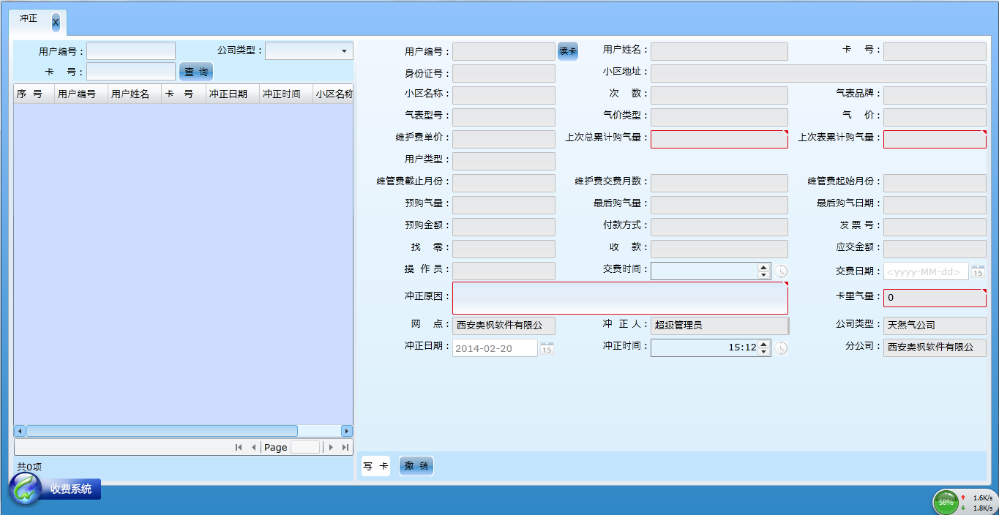 冲正 X
用户编号： 公司类型：
卡 号： 查 询
序 号 用户编号 用户姓名 卡 号 冲正日期 冲正时间 小区名称
Page
共0项
收费系统
用户编号： 读卡 用户姓名： 卡 号：
身份证号： 小区地址：
小区名称： 次 数： 气表品牌：
气表型号： 气价类型： 气 价：
维护费单价： 上次总累计购气量： 上次表累计购气量：
用户类型：
维管费截止月份： 维护费交费月数： 维管费起始月份：
预购气量： 最后购气量： 最后购气日期：
预购金额： 付款方式： 发 票 号：
找 零： 收 款： 应交金额：
操 作 员： 交费时间： 交费日期： <yyyy-MM-dd> 15
冲正原因： 卡里气量： 0
网 点： 西安奥枫软件有限公 冲 正 人： 超级管理员 公司类型： 天然气公司
冲正日期： 2014-02-20 15 冲正时间： 15:12 分公司： 西安奥枫软件有限公
写 卡 撤 销
58% 1.6K/s
1.8K/s